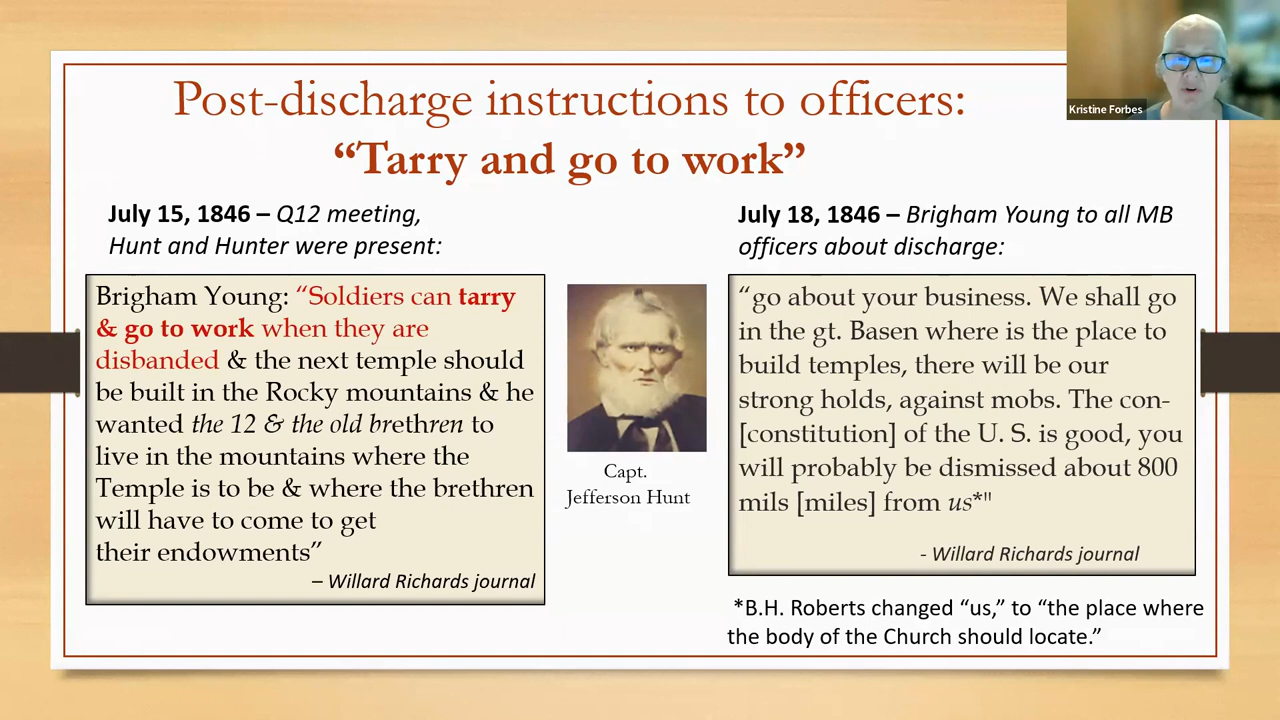 Post-discharge instructions to officers:
“Tarry and go to work”
Kristine Forbes
July 15, 1846 – Q12 meeting,
Hunt and Hunter were present:
Brigham Young: “Soldiers can tarry
& go to work when they are
disbanded & the next temple should
be built in the Rocky mountains & he
wanted the 12 & the old brethren to
live in the mountains where the
Temple is to be & where the brethren
will have to come to get
their endowments”
– Willard Richards journal
Capt.
Jefferson Hunt
July 18, 1846 – Brigham Young to all MB
officers about discharge:
“go about your business. We shall go
in the gt. Basen where is the place to
build temples, there will be our
strong holds, against mobs. The con-
[constitution] of the U. S. is good, you
will probably be dismissed about 800
mils [miles] from us*"
- Willard Richards journal
*B.H. Roberts changed “us,” to “the place where
the body of the Church should locate.”